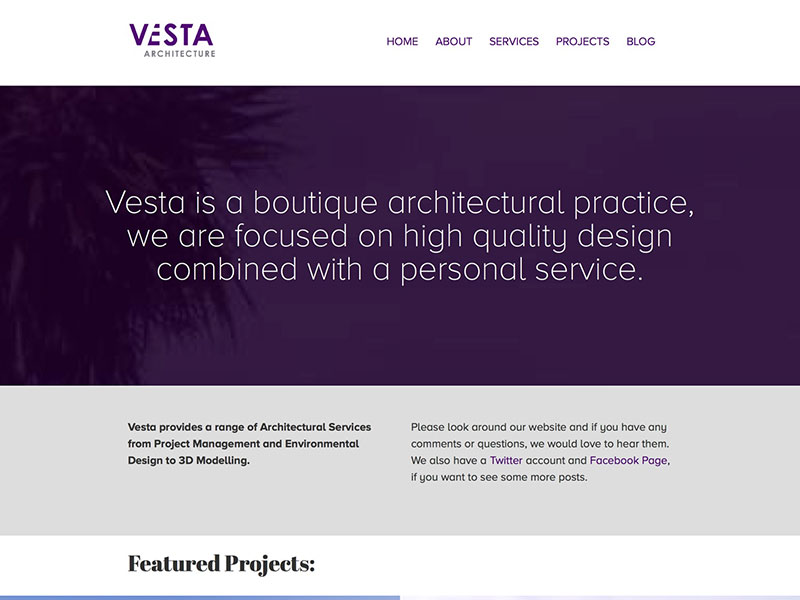 VESTA
ARCHITECTURE
HOME ABOUT SERVICES PROJECTS BLOG
Vesta is a boutique architectural practice,
we are focused on high quality design
combined with a personal service.
Vesta provides a range of Architectural Services
from Project Management and Environmental
Design to 3D Modelling.
Please look around our website and if you have any
comments or questions, we would love to hear them.
We also have a Twitter account and Facebook Page,
if you want to see some more posts.
Featured Projects: